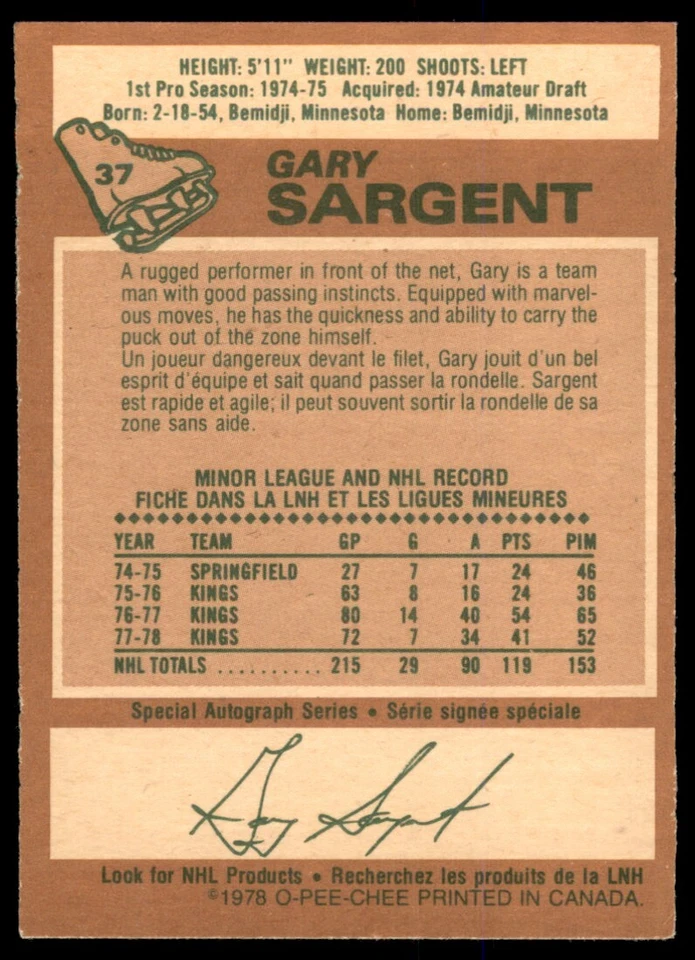 HEIGHT: 5'11" WEIGHT: 200 SHOOTS: LEFT
1st Pro Season: 1974-75 Acquired: 1974 Amateur Draft
Born: 2-18-54, Bemidji, Minnesota Home: Bemidji, Minnesota
37
GARY
SARGENT
A rugged performer in front of the net, Gary is a team
man with good passing instincts. Equipped with marvel-
ous moves, he has the quickness and ability to carry the
puck out of the zone himself.
Un joueur dangereux devant le filet, Gary jouit d'un bel
esprit d'équipe et sait quand passer la rondelle. Sargent
est rapide et agile; il peut souvent sortir la rondelle de sa
zone sans aide.
MINOR LEAGUE AND NHL RECORD
FICHE DANS LA LNH ET LES LIGUES MINEURES
YEAR TEAM GP G A PTS PIM
74-75 SPRINGFIELD 27 7 17 24 46
75-76 KINGS 63 8 16 24 36
76-77 KINGS 80 14 40 54 65
77-78 KINGS 72 7 34 41 52
NHL TOTALS .......... 215 29 90 119 153
Special Autograph Series • Série signée spéciale
Gary Sargent
Look for NHL Products • Recherchez les produits de la LNH
©1978 O-PEE-CHEE PRINTED IN CANADA.